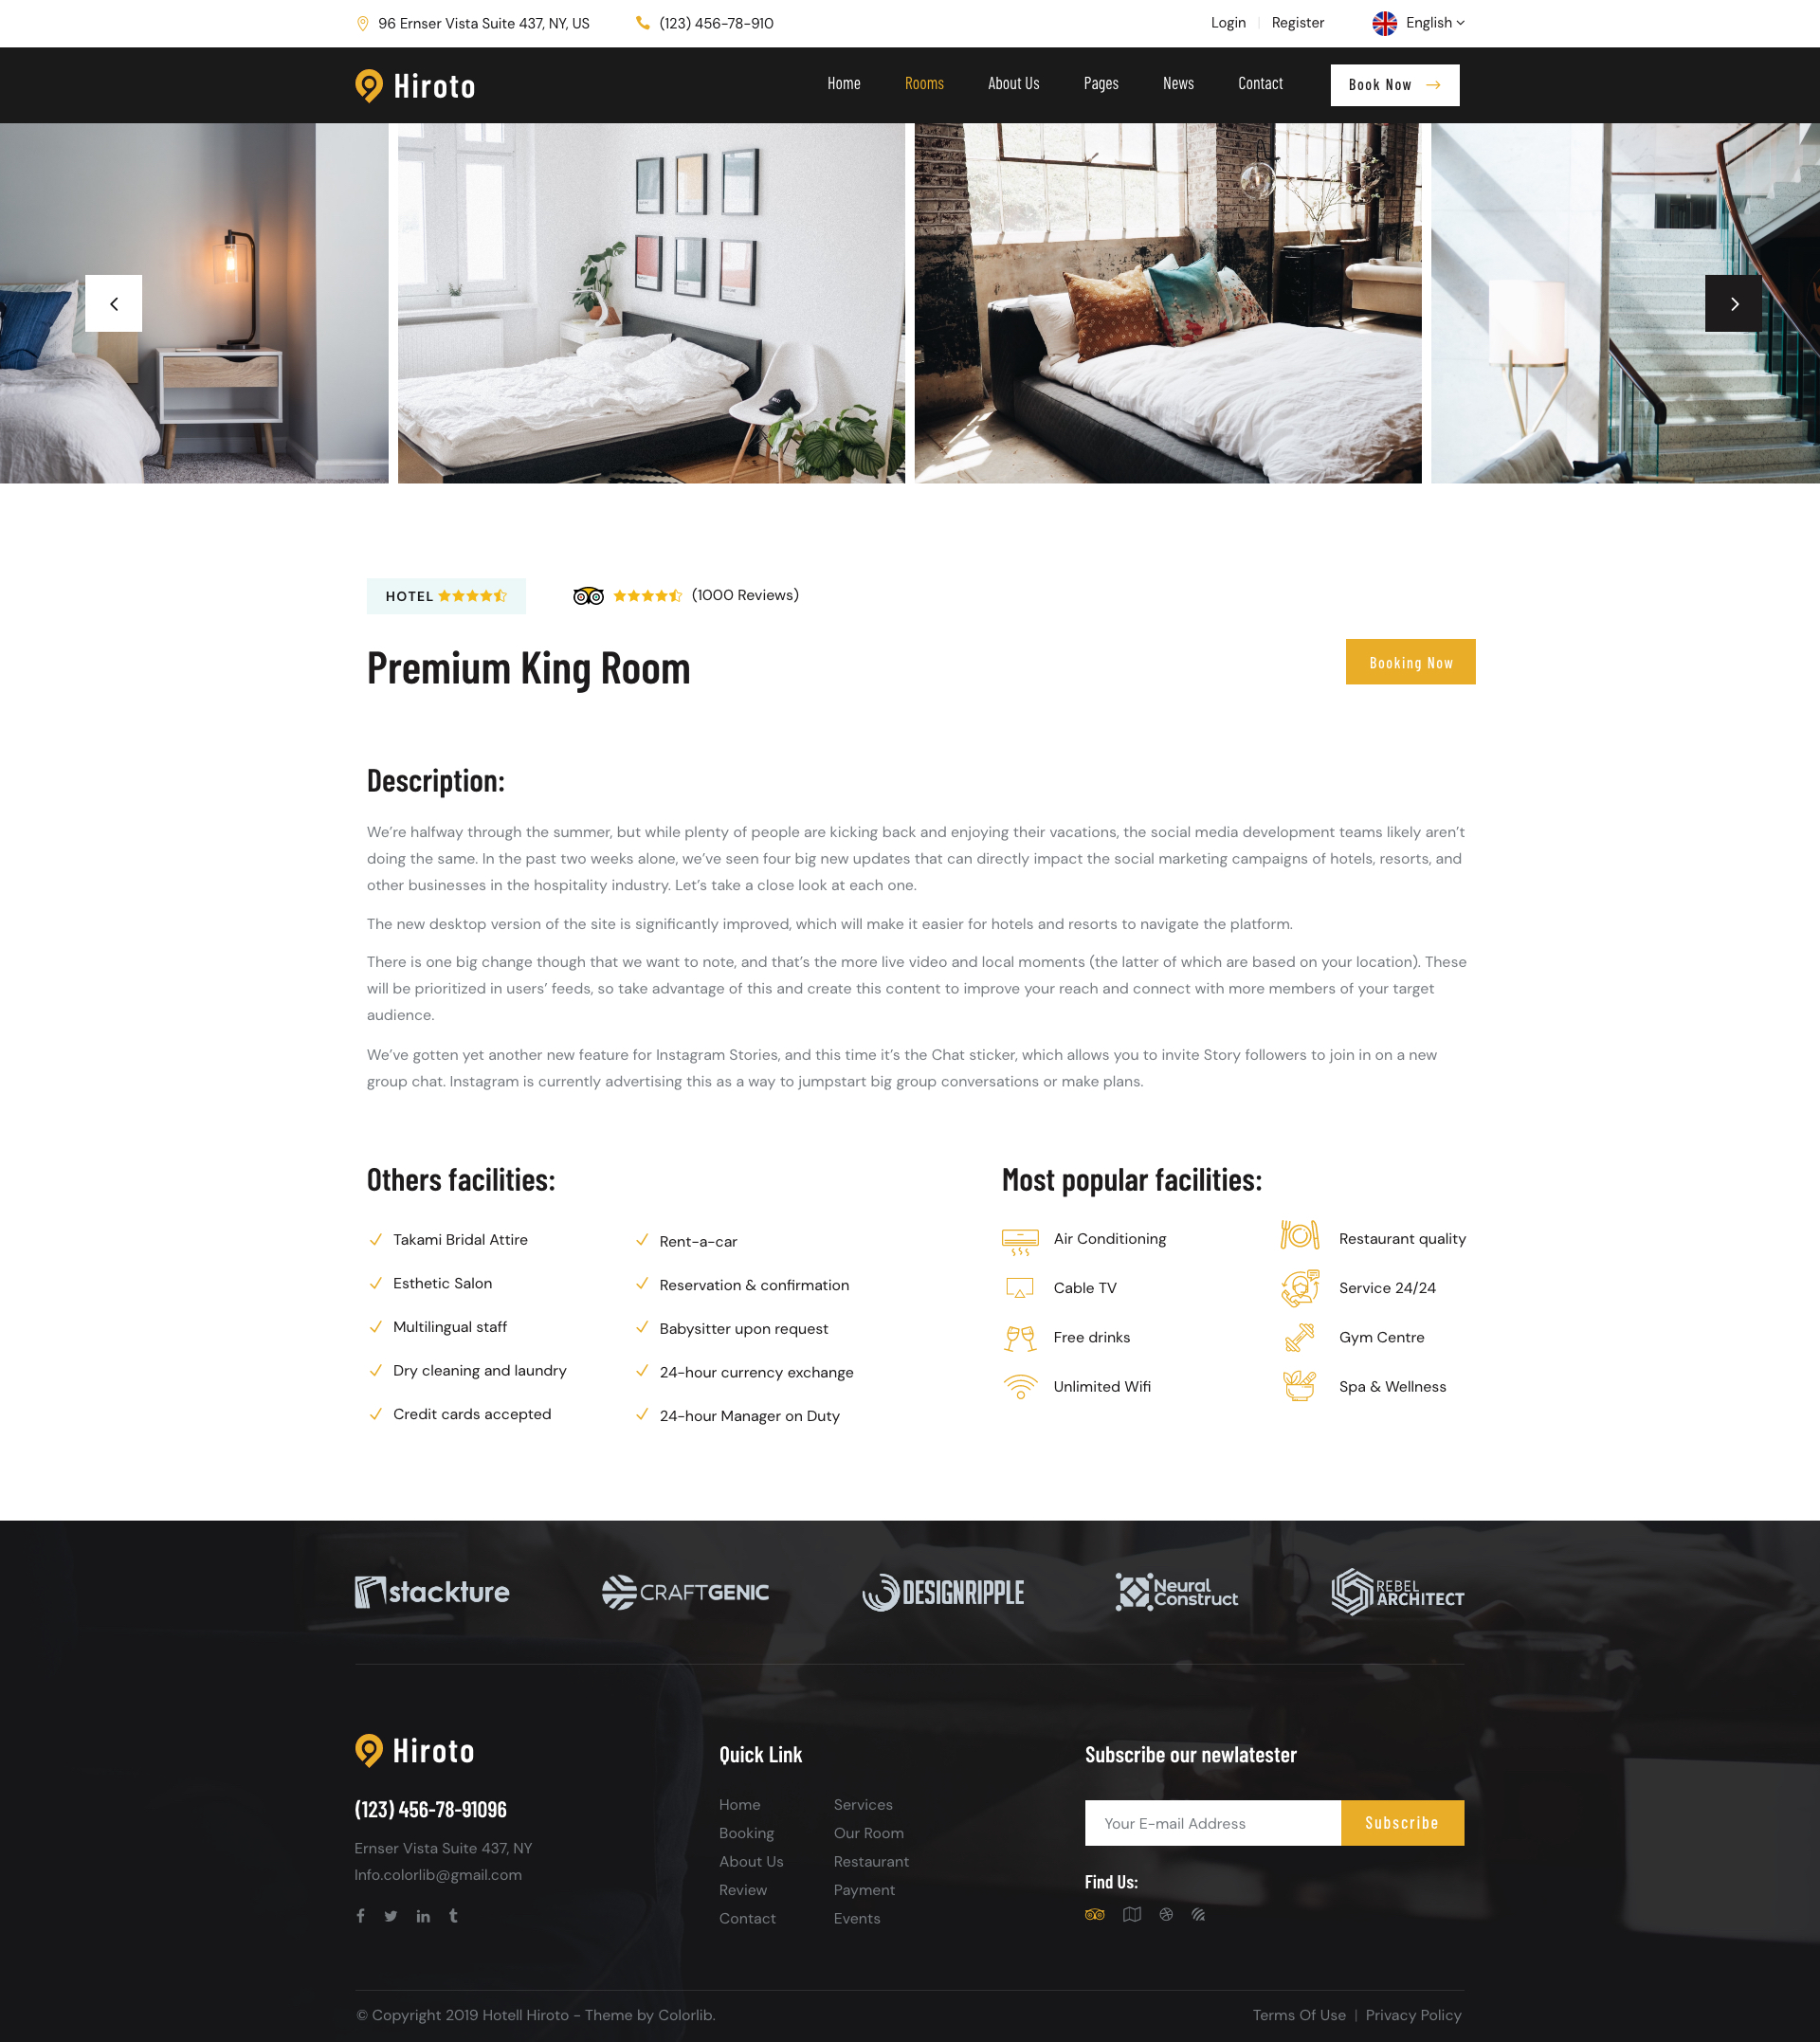 96 Ernser Vista Suite 437, NY, US
(123) 456-78-910
Login | Register
English
Hiroto
Home
Rooms
About Us
Pages
News
Contact
Book Now
HOTEL
(1000 Reviews)
Premium King Room
Booking Now
Description:
We’re halfway through the summer, but while plenty of people are kicking back and enjoying their vacations, the social media development teams likely aren’t
doing the same. In the past two weeks alone, we’ve seen four big new updates that can directly impact the social marketing campaigns of hotels, resorts, and
other businesses in the hospitality industry. Let’s take a close look at each one.
The new desktop version of the site is significantly improved, which will make it easier for hotels and resorts to navigate the platform.
There is one big change though that we want to note, and that’s the more live video and local moments (the latter of which are based on your location). These
will be prioritized in users’ feeds, so take advantage of this and create this content to improve your reach and connect with more members of your target
audience.
We’ve gotten yet another new feature for Instagram Stories, and this time it’s the Chat sticker, which allows you to invite Story followers to join in on a new
group chat. Instagram is currently advertising this as a way to jumpstart big group conversations or make plans.
Others facilities:
Takami Bridal Attire
Esthetic Salon
Multilingual staff
Dry cleaning and laundry
Credit cards accepted
Rent-a-car
Reservation & confirmation
Babysitter upon request
24-hour currency exchange
24-hour Manager on Duty
Most popular facilities:
Air Conditioning
Cable TV
Free drinks
Unlimited Wifi
Restaurant quality
Service 24/24
Gym Centre
Spa & Wellness
stackture
CRAFTGENIC
DESIGNRIPPLE
Neural
Construct
REBEL
ARCHITECT
Hiroto
(123) 456-78-91096
Ernser Vista Suite 437, NY
Info.colorlib@gmail.com
Quick Link
Home
Booking
About Us
Review
Contact
Services
Our Room
Restaurant
Payment
Events
Subscribe our newlatester
Your E-mail Address
Subscribe
Find Us:
© Copyright 2019 Hotell Hiroto - Theme by Colorlib.
Terms Of Use | Privacy Policy